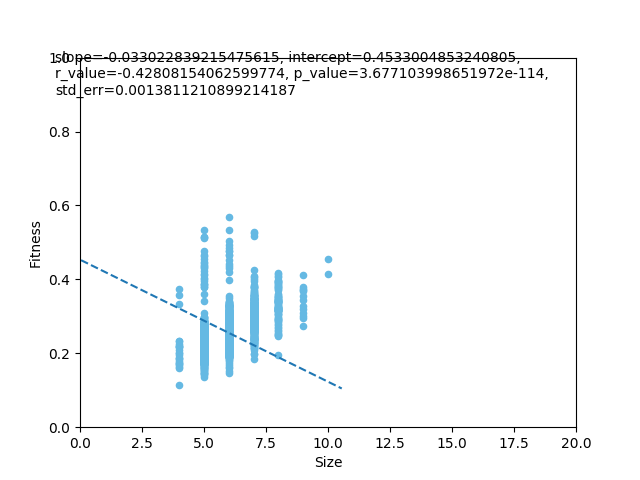 slope=-0.033022839215475615, intercept=0.4533004853240805,
r_value=-0.42808154062599774, p_value=3.677103998651972e-114,
std_err=0.0013811210899214187
1.0
0.8
0.6
0.4
0.2
0.0
Fitness
0.0 2.5 5.0 7.5 10.0 12.5 15.0 17.5 20.0
Size